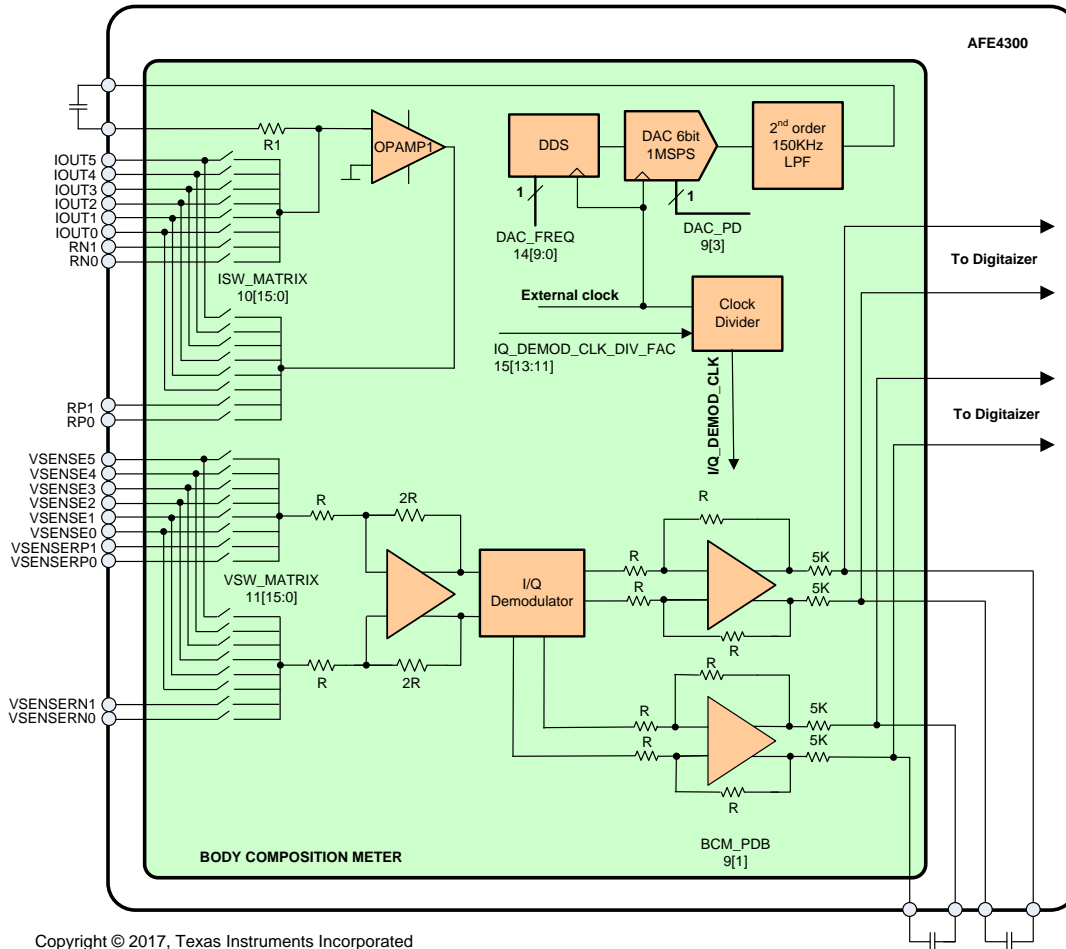 AFE4300
R1
OPAMP1
DDS
DAC 6bit
1MSPS
2nd order
150KHz
LPF
1
1
DAC_FREQ
14[9:0]
DAC_PD
9[3]
IOUT5
IOUT4
IOUT3
IOUT2
IOUT1
IOUT0
RN1
RN0
ISW_MATRIX
10[15:0]
To Digitaizer
External clock
Clock
Divider
IQ_DEMOD_CLK_DIV_FAC
15[13:11]
I/Q_DEMOD_CLK
RP1
RP0
To Digitaizer
VSENSE5
VSENSE4
VSENSE3
VSENSE2
VSENSE1
VSENSE0
VSENSERP1
VSENSERP0
VSW_MATRIX
11[15:0]
R
2R
R
2R
I/Q
Demodulator
R
R
R
R
5K
5K
VSENSERN1
VSENSERN0
R
R
R
R
5K
5K
BCM_PDB
9[1]
BODY COMPOSITION METER
Copyright © 2017, Texas Instruments Incorporated